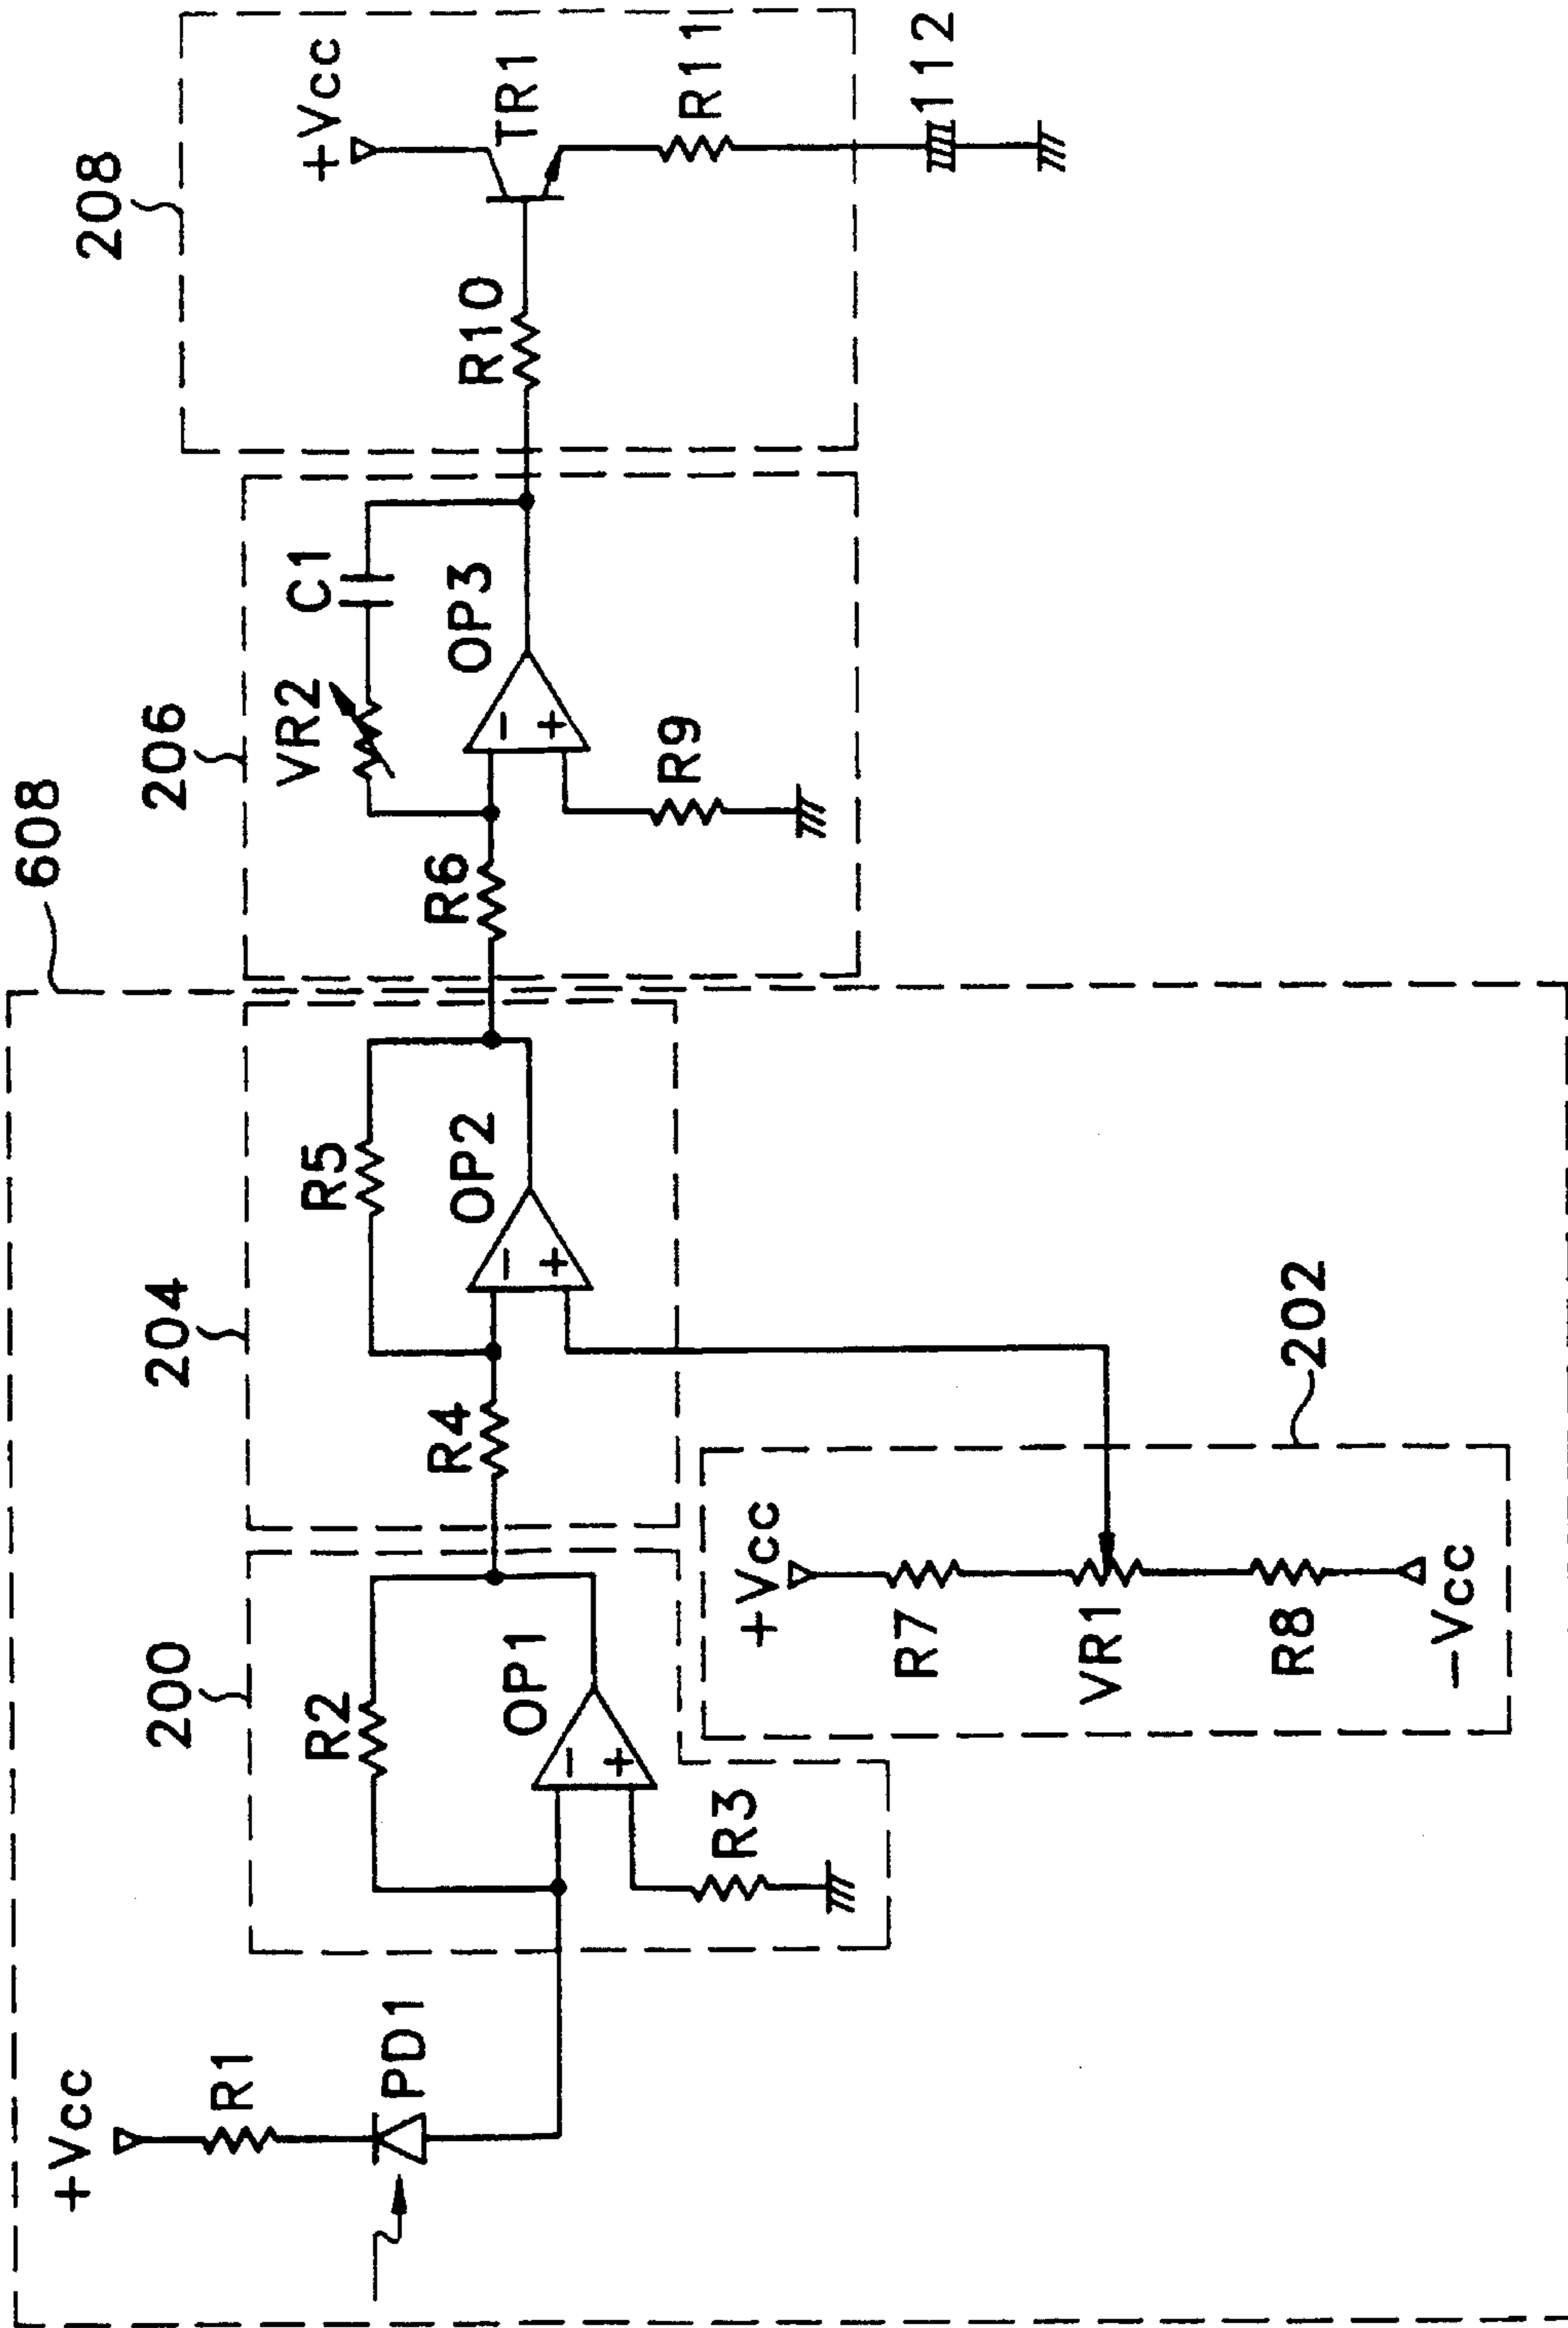 608
208
206
204
200
+Vcc
+Vcc
R1
PD1
R2
OP1
R3
R4
R5
OP2
R6
VR2
C1
OP3
R9
R10
TR1
R11
112
+Vcc
R7
VR1
R8
-Vcc
202